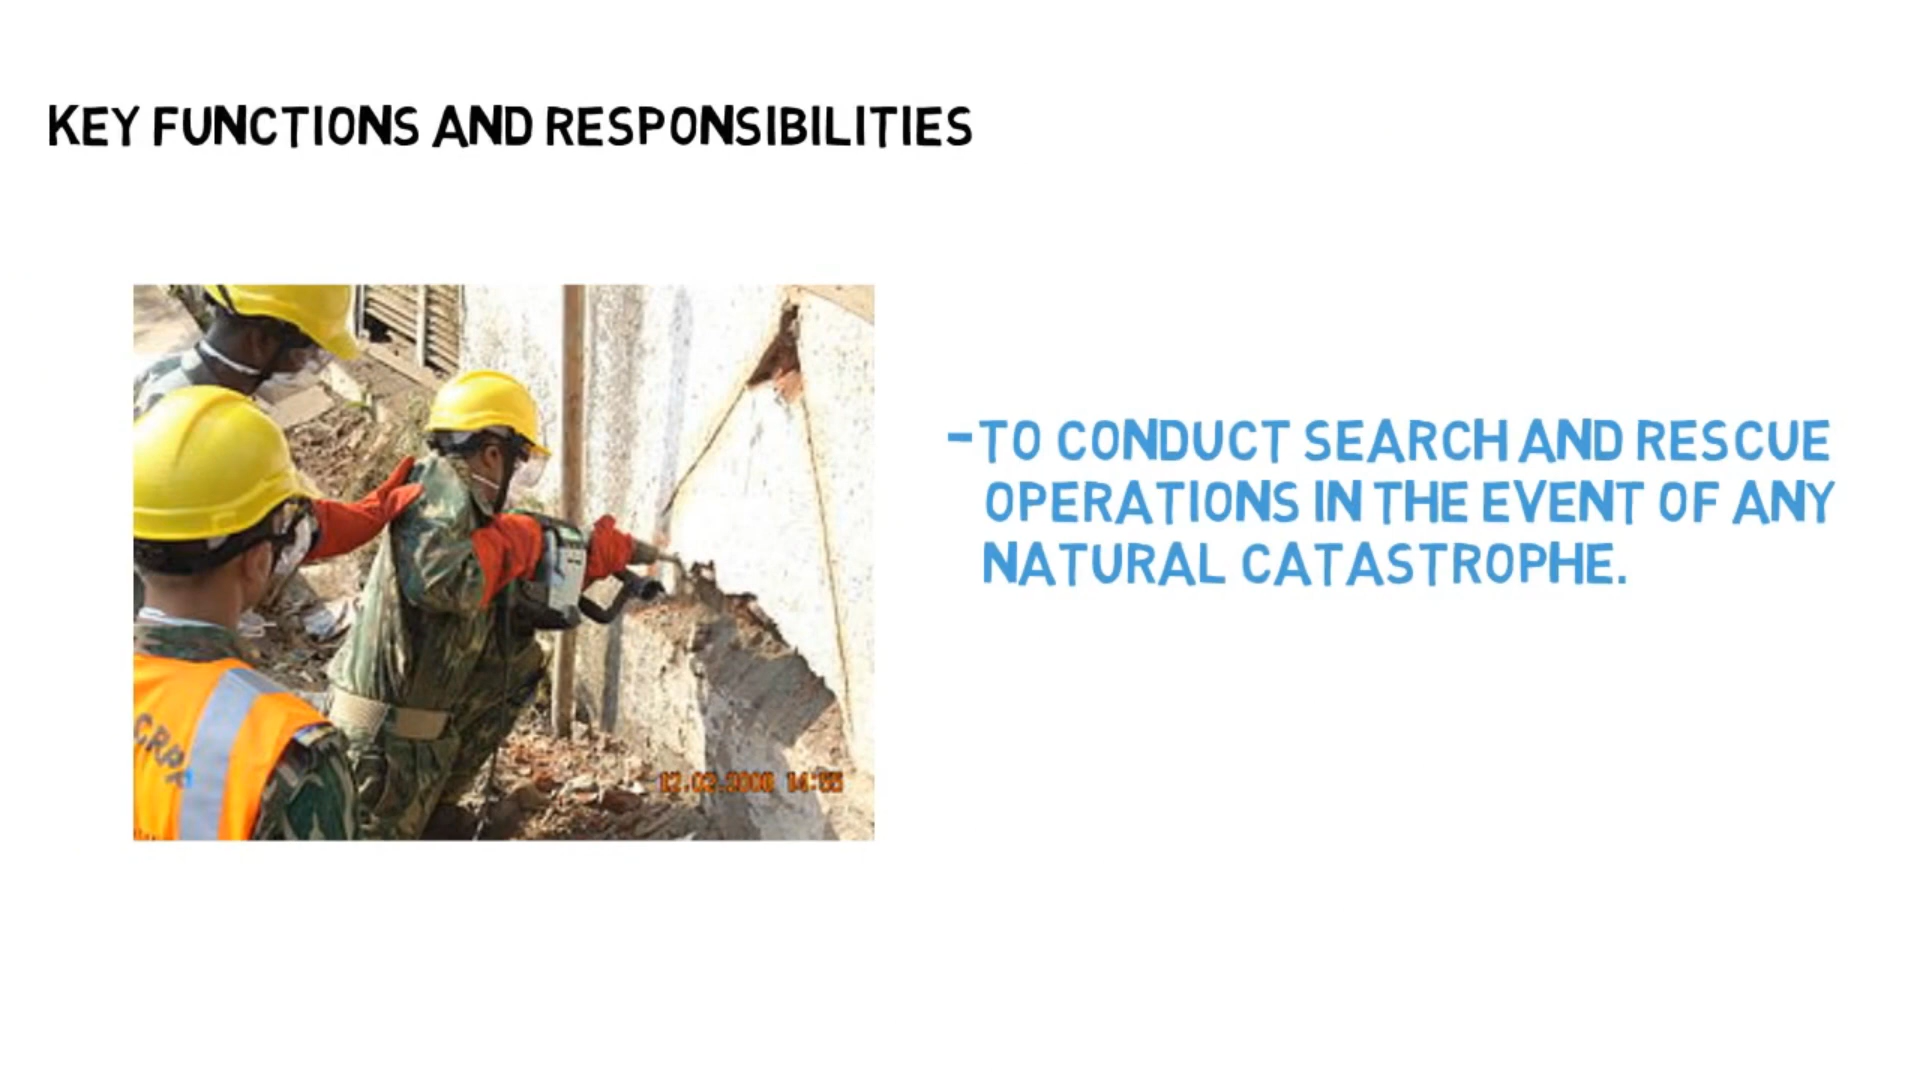 KEY FUNCTIONS AND RESPONSIBILITIES
-TO CONDUCT SEARCH AND RESCUE
OPERATIONS IN THE EVENT OF ANY
NATURAL CATASTROPHE.